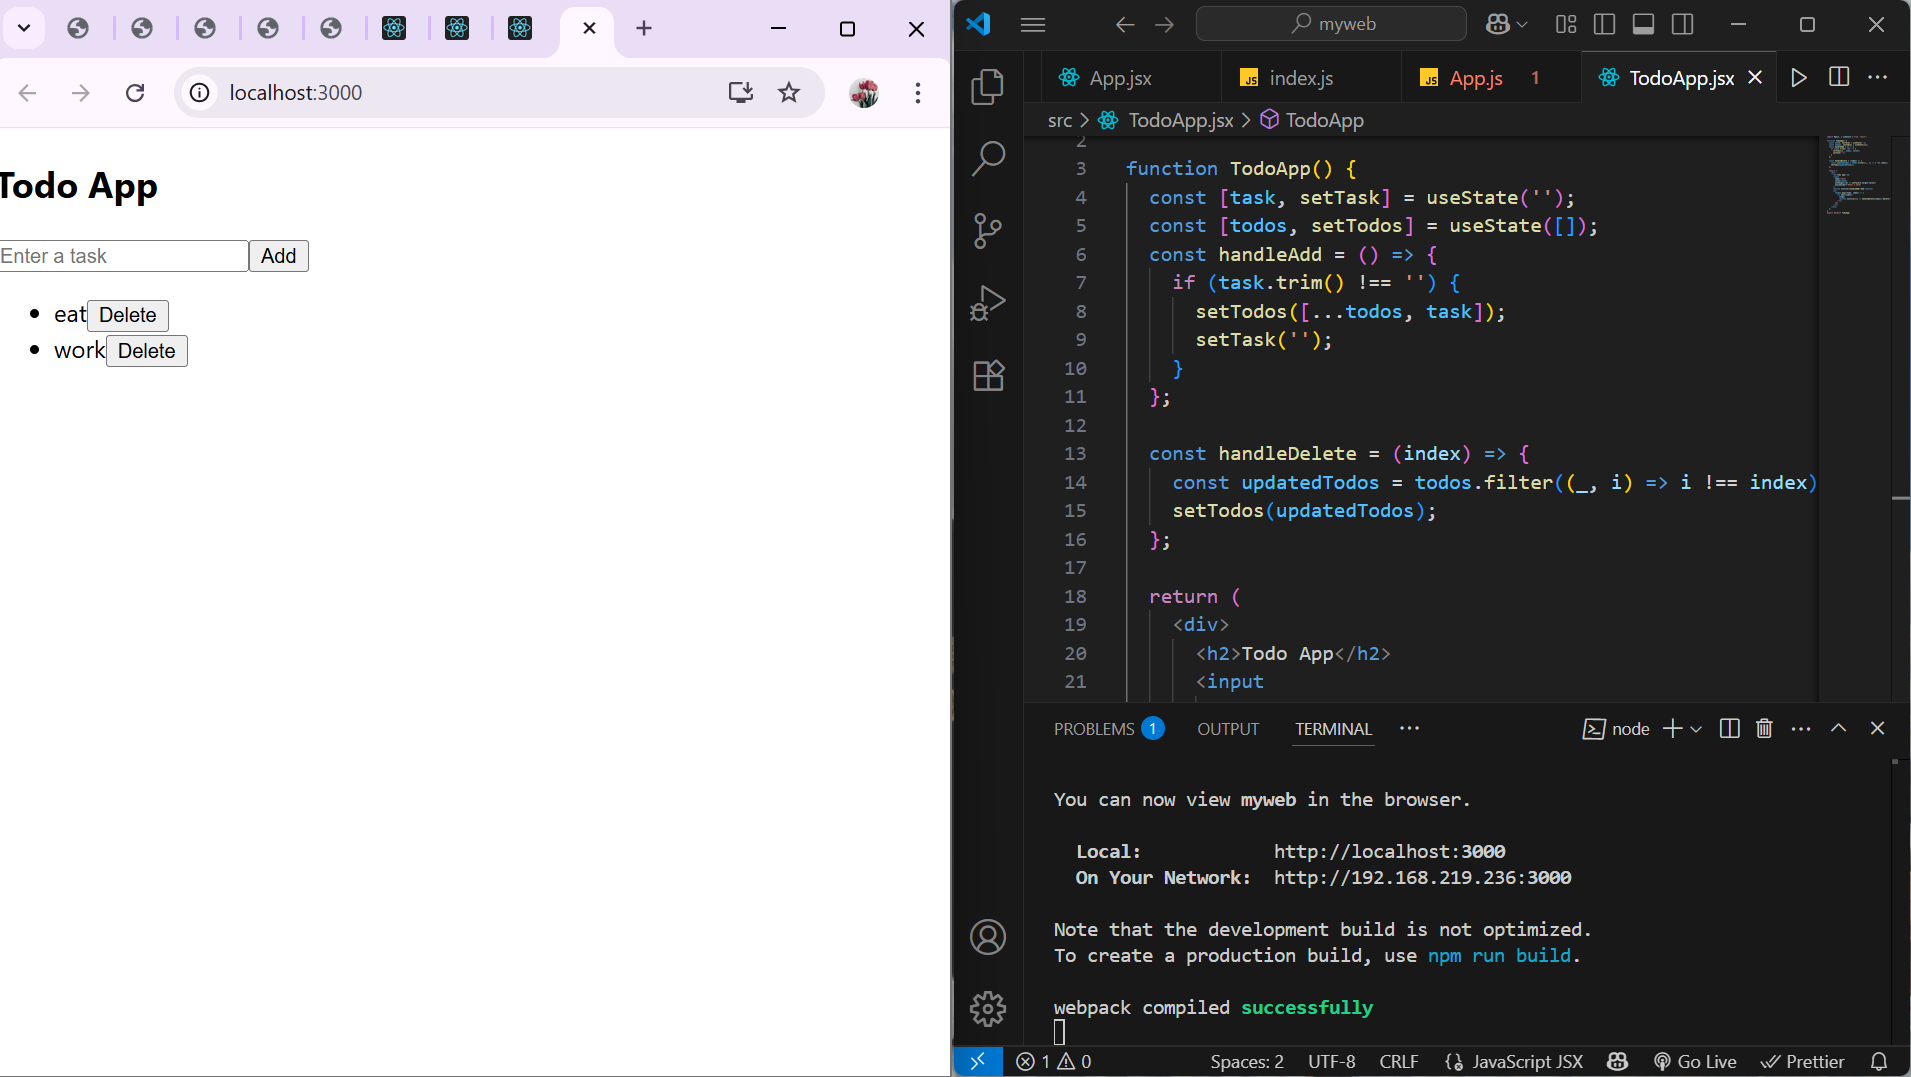 localhost:3000
Todo App
Enter a task
Add
eat
Delete
work
Delete
myweb
App.jsx
JS index.js
JS App.js 1
TodoApp.jsx
src > TodoApp.jsx > TodoApp
2
3 function TodoApp() {
4 const [task, setTask] = useState('');
5 const [todos, setTodos] = useState([]);
6 const handleAdd = () => {
7 if (task.trim() !== '') {
8 setTodos([...todos, task]);
9 setTask('');
10 }
11 };
12
13 const handleDelete = (index) => {
14 const updatedTodos = todos.filter((_, i) => i !== index)
15 setTodos(updatedTodos);
16 };
17
18 return (
19 <div>
20 <h2>Todo App</h2>
21 <input
PROBLEMS 1 OUTPUT TERMINAL
node
You can now view myweb in the browser.
Local: http://localhost:3000
On Your Network: http://192.168.219.236:3000
Note that the development build is not optimized.
To create a production build, use npm run build.
webpack compiled successfully
1 0 Spaces: 2 UTF-8 CRLF JavaScript JSX Go Live Prettier